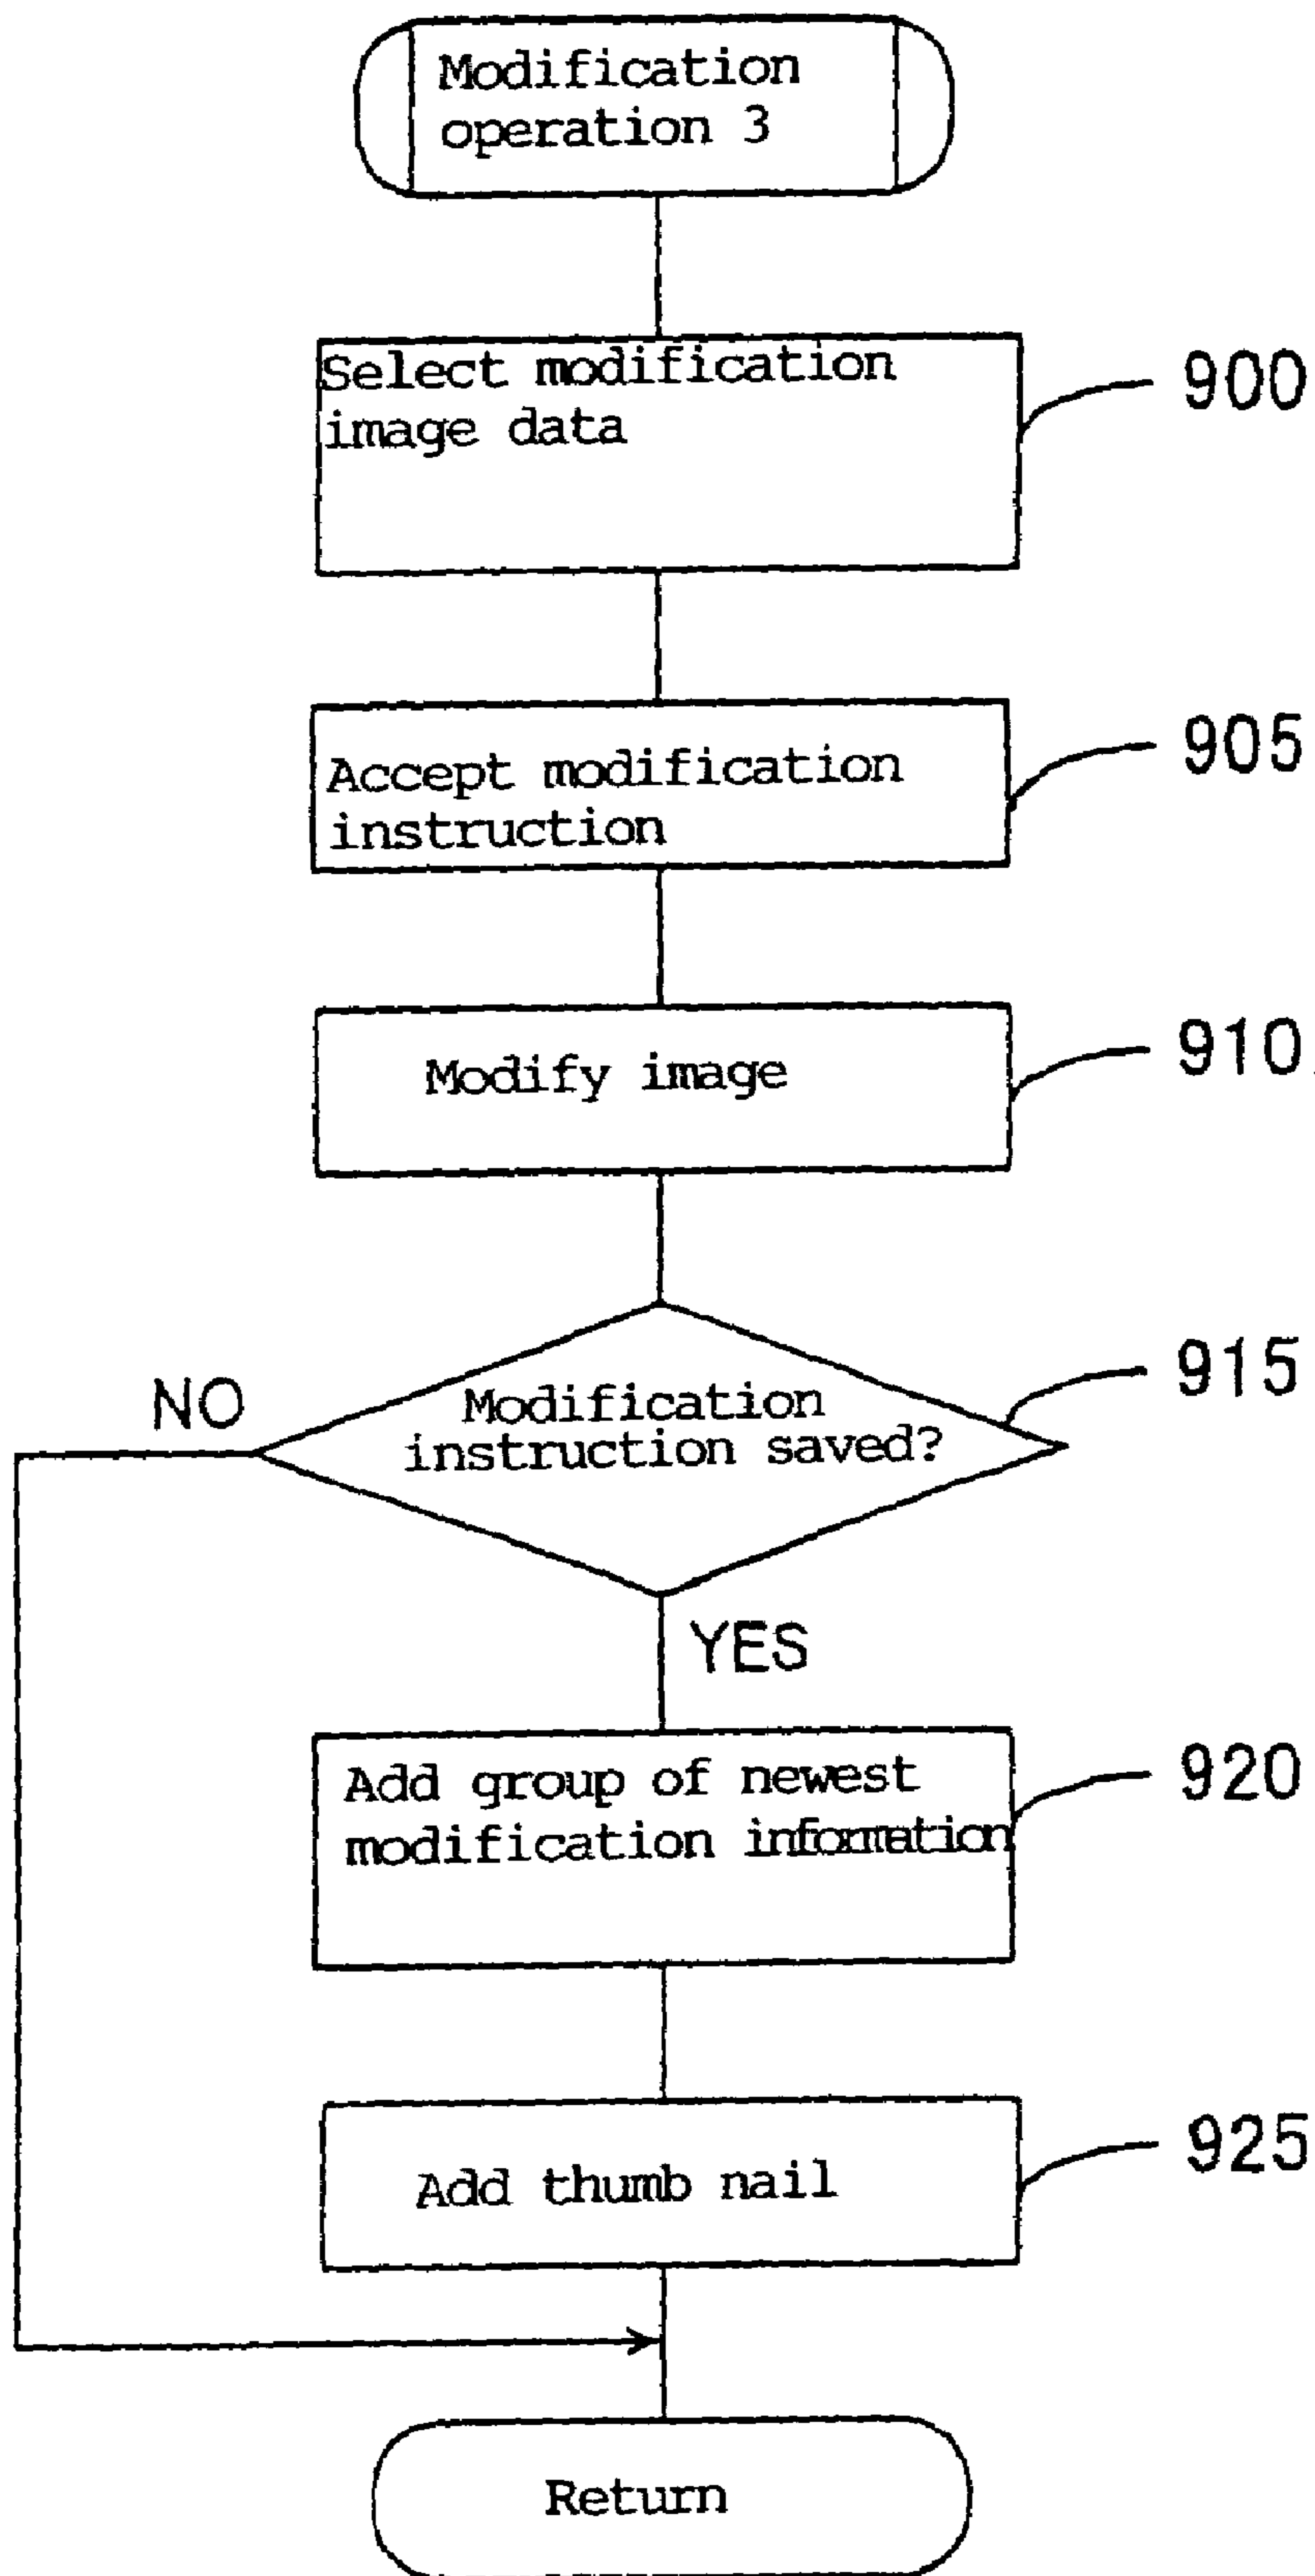 Modification
operation 3
Select modification
image data
900
Accept modification
instruction
905
Modify image
910
Modification
instruction saved?
915
NO
YES
Add group of newest
modification information
920
Add thumb nail
925
Return